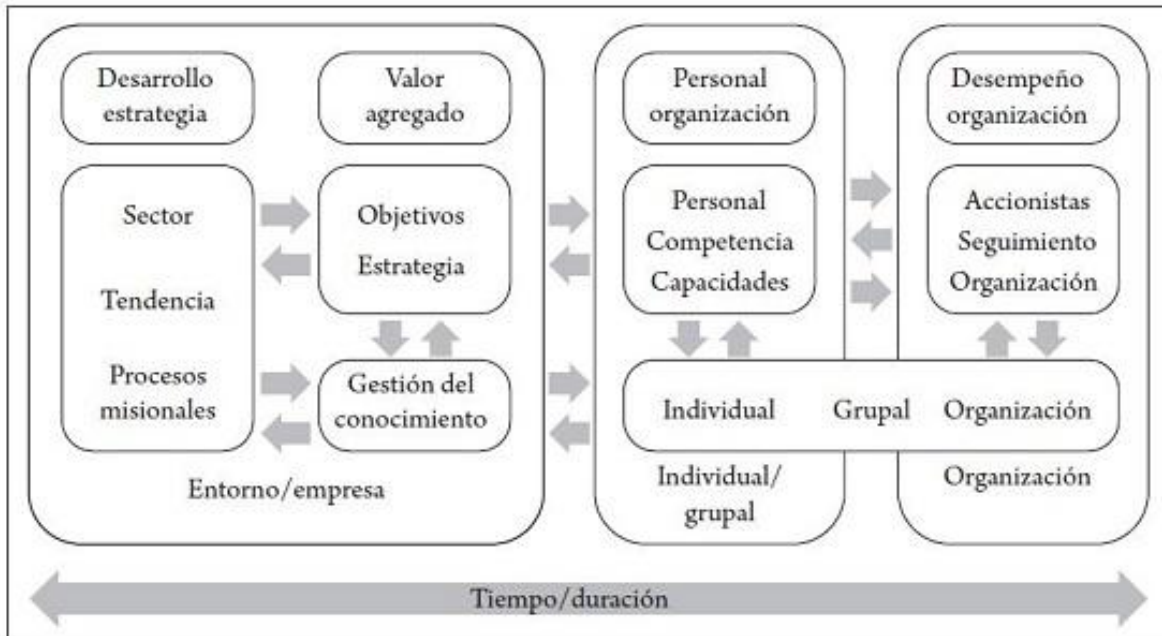 Desarrollo
estrategia
Valor
agregado
Personal
organización
Desempeño
organización
Sector
Tendencia
Procesos
misionales
Objetivos
Estrategia
Gestión del
conocimiento
Entorno/empresa
Personal
Competencia
Capacidades
Accionistas
Seguimiento
Organización
Individual
Grupal
Organización
Individual/
grupal
Organización
Tiempo/duración